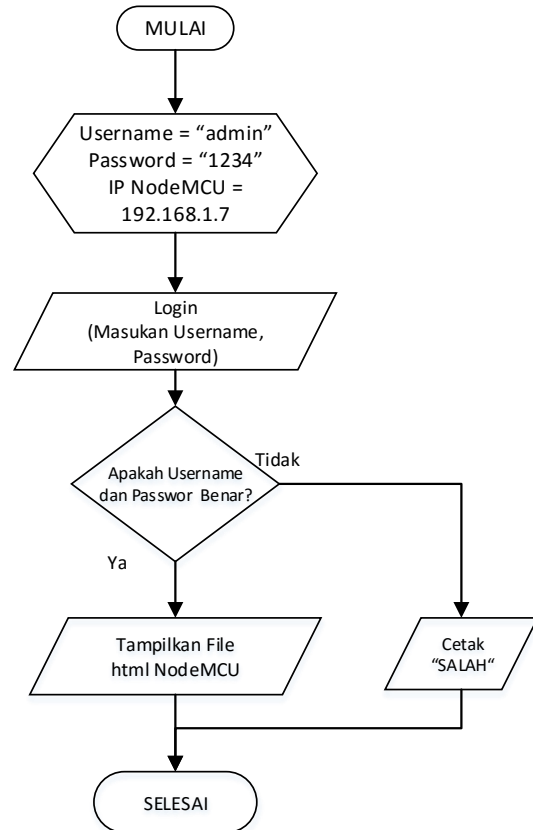 MULAI
Username = “admin”
Password = “1234”
IP NodeMCU =
192.168.1.7
Login
(Masukan Username,
Password)
Tidak
Apakah Username
dan Passwor Benar?
Ya
Tampilkan File
html NodeMCU
Cetak
“SALAH“
SELESAI